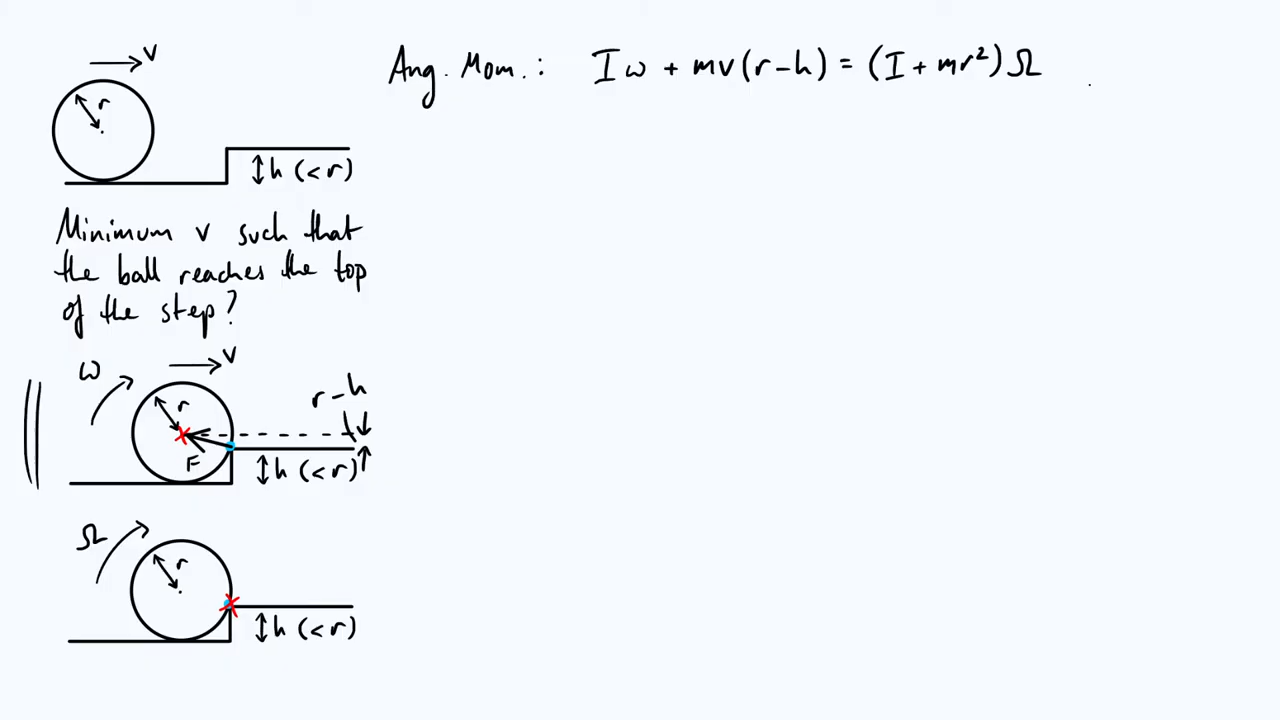 v
r
h (< r)
Minimum v such that
the ball reaches the top
of the step?
ω
v
r
r - h
F
h (< r)
Ω
r
h (< r)
Ang. Mom. : Iω + mv(r-h) = (I + mr²)Ω